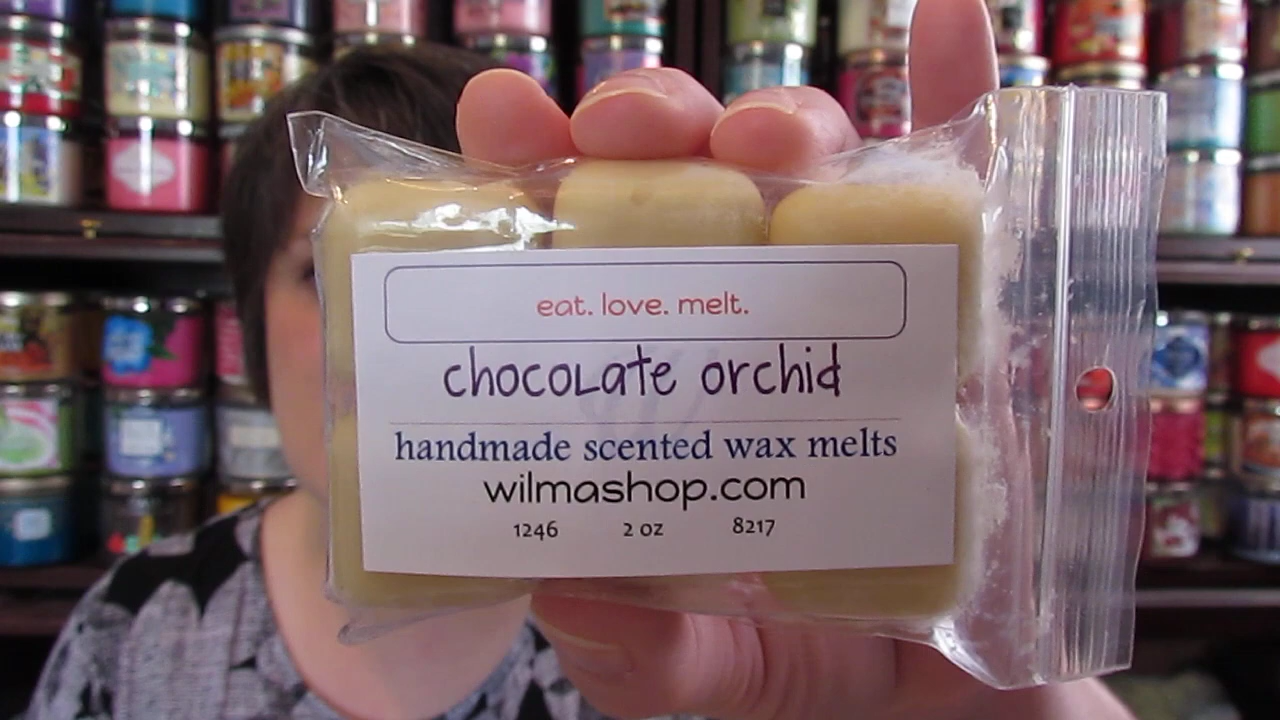 eat. love. melt.
chocolate orchid
handmade scented wax melts
wilmashop.com
1246 2 oz 8217